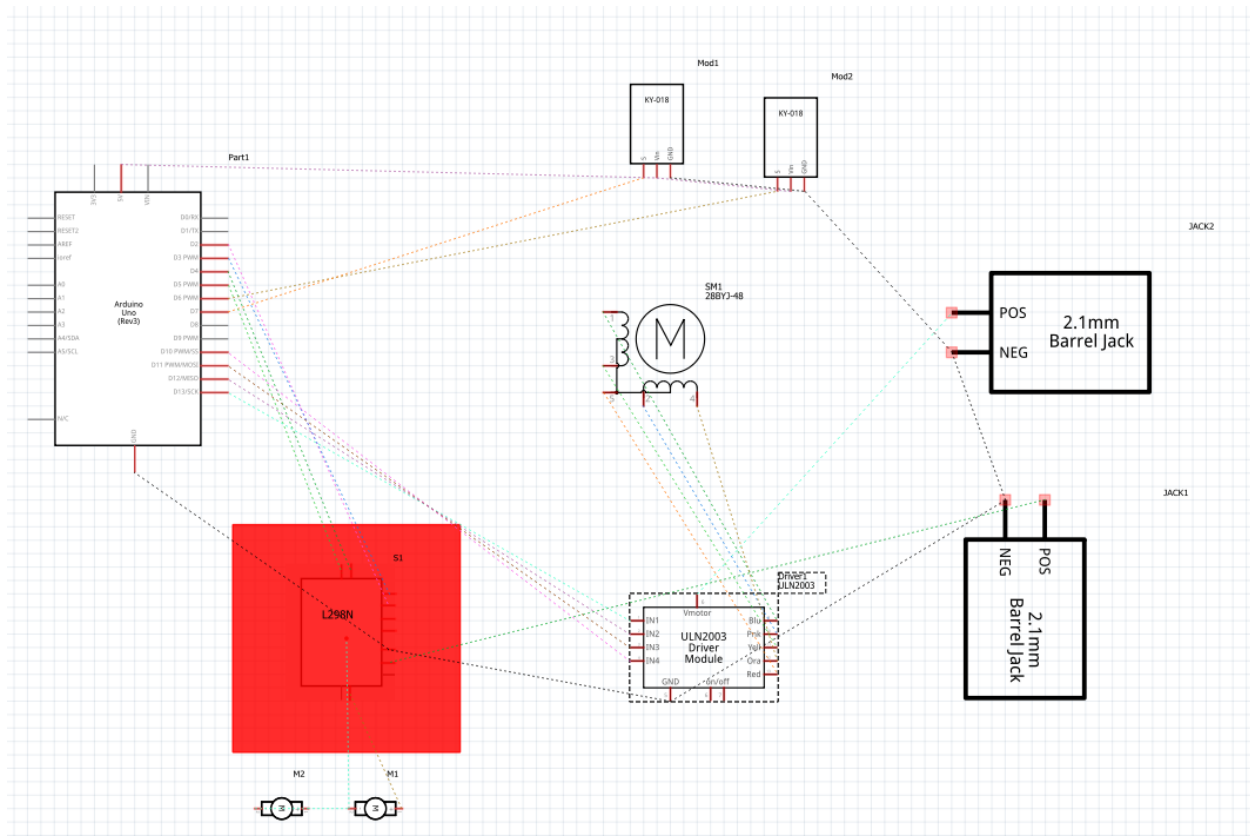 Mod1
Mod2
KY-018
KY-018
S
Vin
GND
S
Vin
GND
Part1
3V3
5V
VIN
RESET
RESET2
AREF
ioref
A0
A1
A2
A3
A4/SDA
A5/SCL
N/C
D0/RX
D1/TX
D2
D3 PWM
D4
D5 PWM
D6 PWM
D7
D8
D9 PWM
D10 PWM/SS
D11 PWM/MOSI
D12/MISO
D13/SCK
Arduino
Uno
(Rev3)
GND
SM1
28BYJ-48
M
2
4
JACK2
POS
NEG
2.1mm
Barrel Jack
JACK1
NEG
POS
2.1mm
Barrel Jack
S1
L298N
Driver1
ULN2003
Vmotor
IN1
IN2
IN3
IN4
ULN2003
Driver
Module
Blu
Pnk
Yel
Ora
Red
GND
on/off
M2
M1
M
M